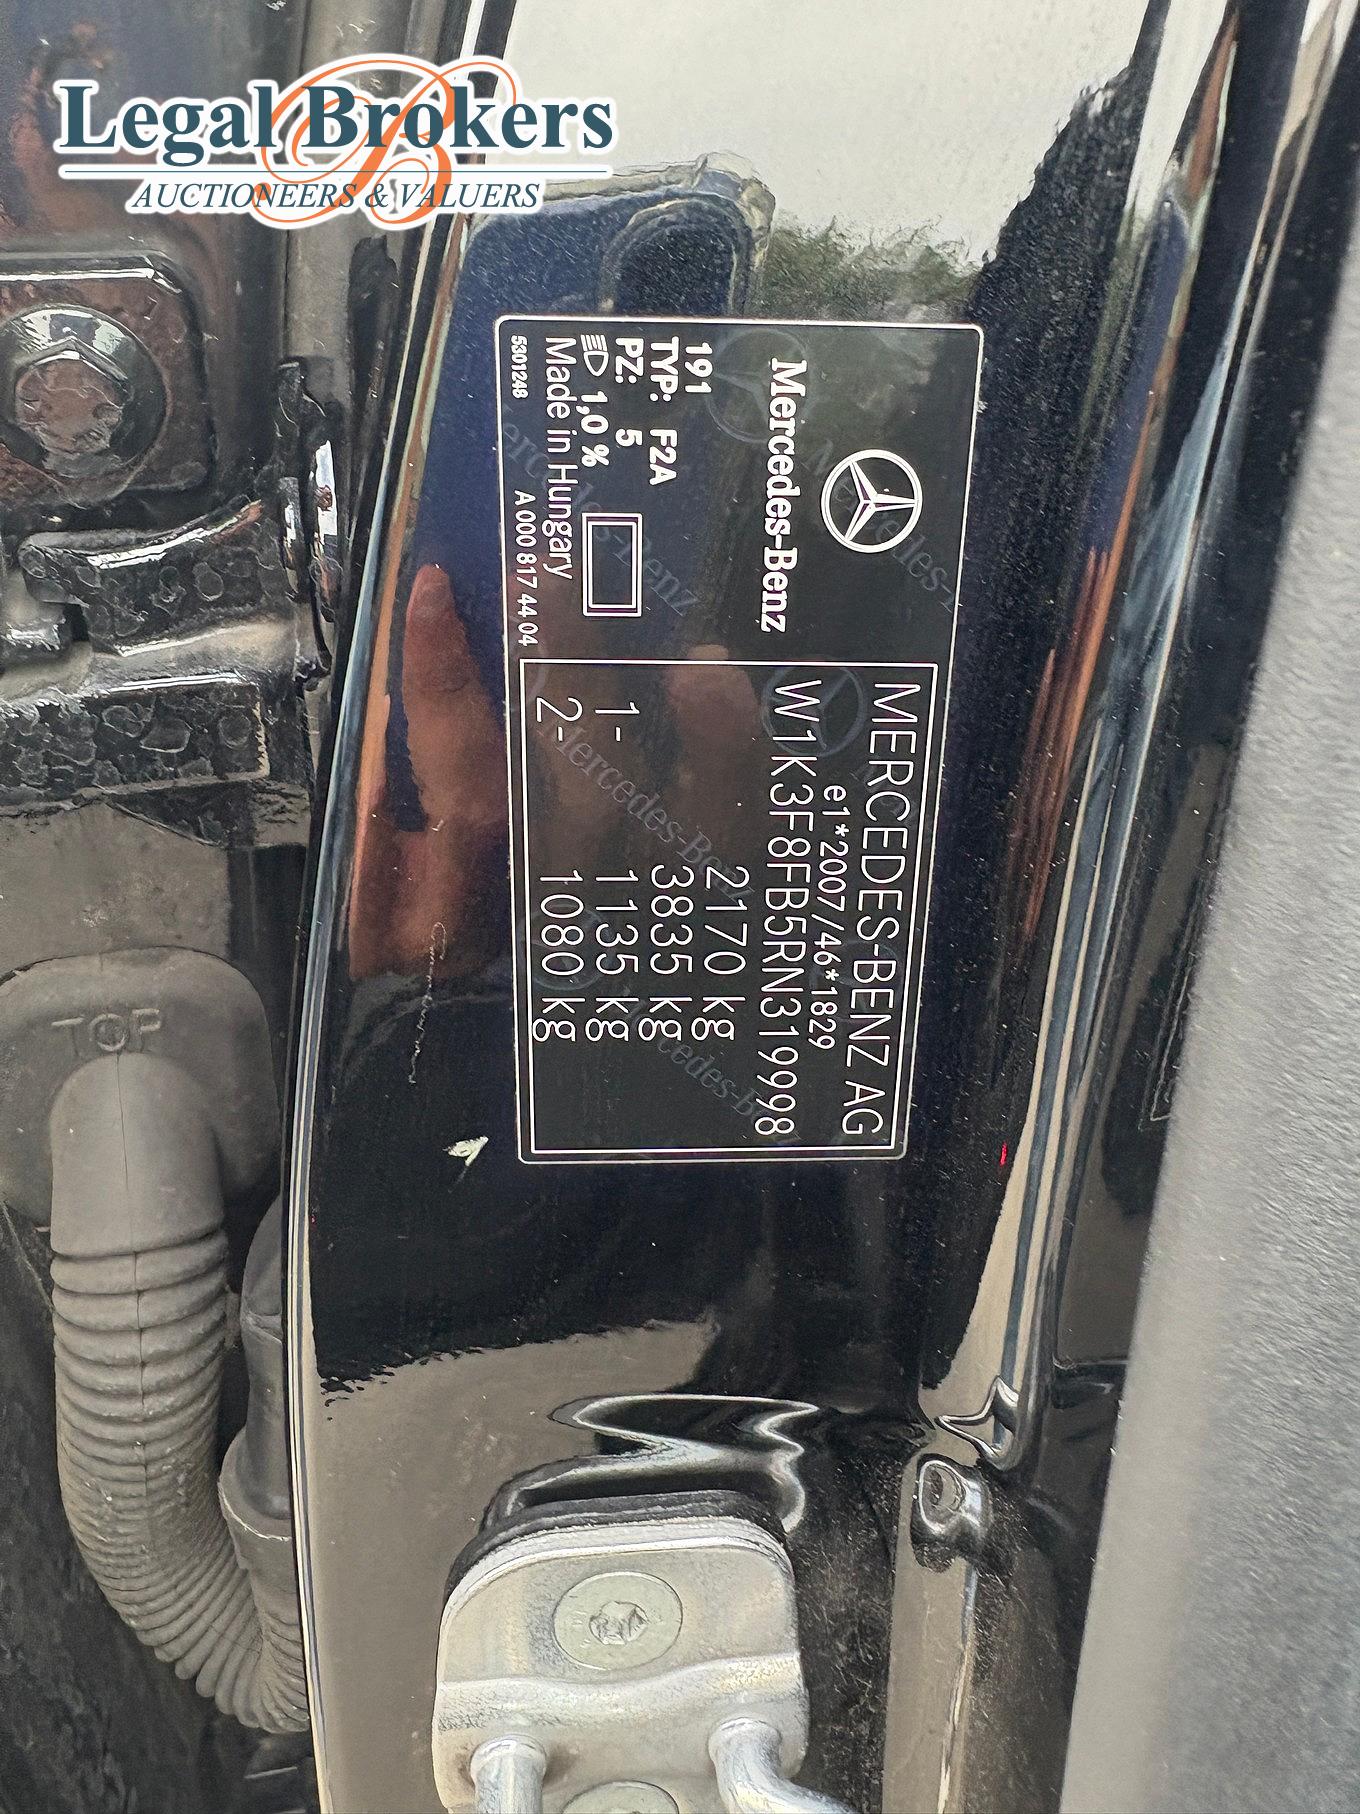 Legal Brokers
AUCTIONEERS & VALUERS
Mercedes-Benz
191
TYP: F2A
PZ: 5
1,0 %
Made in Hungary
5301248
A 000 817 44 04
MERCEDES-BENZ AG
e1*2007/46*1829
W1K3F8FB5RN319998
2170 kg
3835 kg
1- 1135 kg
2- 1080 kg
TOP